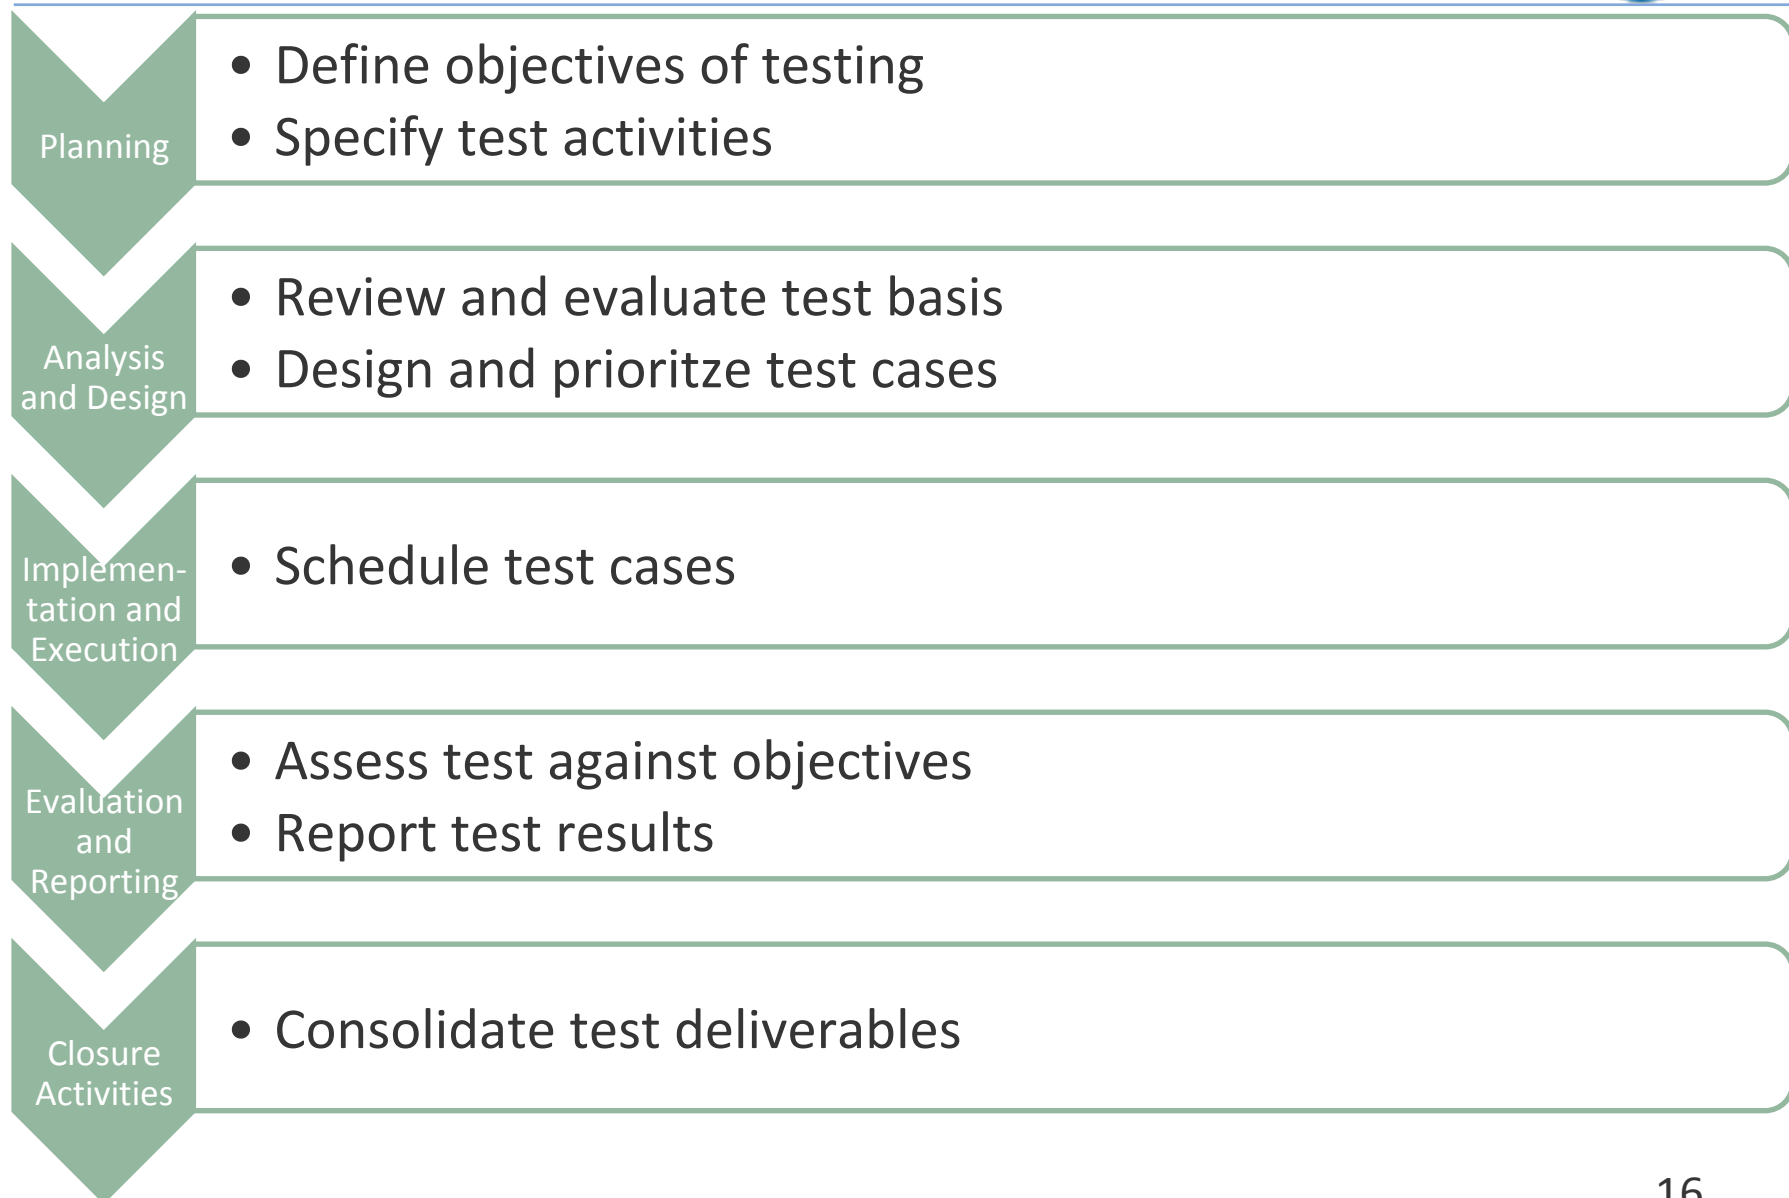 Planning
• Define objectives of testing
• Specify test activities
Analysis
and Design
• Review and evaluate test basis
• Design and prioritze test cases
Implemen-
tation and
Execution
• Schedule test cases
Evaluation
and
Reporting
• Assess test against objectives
• Report test results
Closure
Activities
• Consolidate test deliverables
16